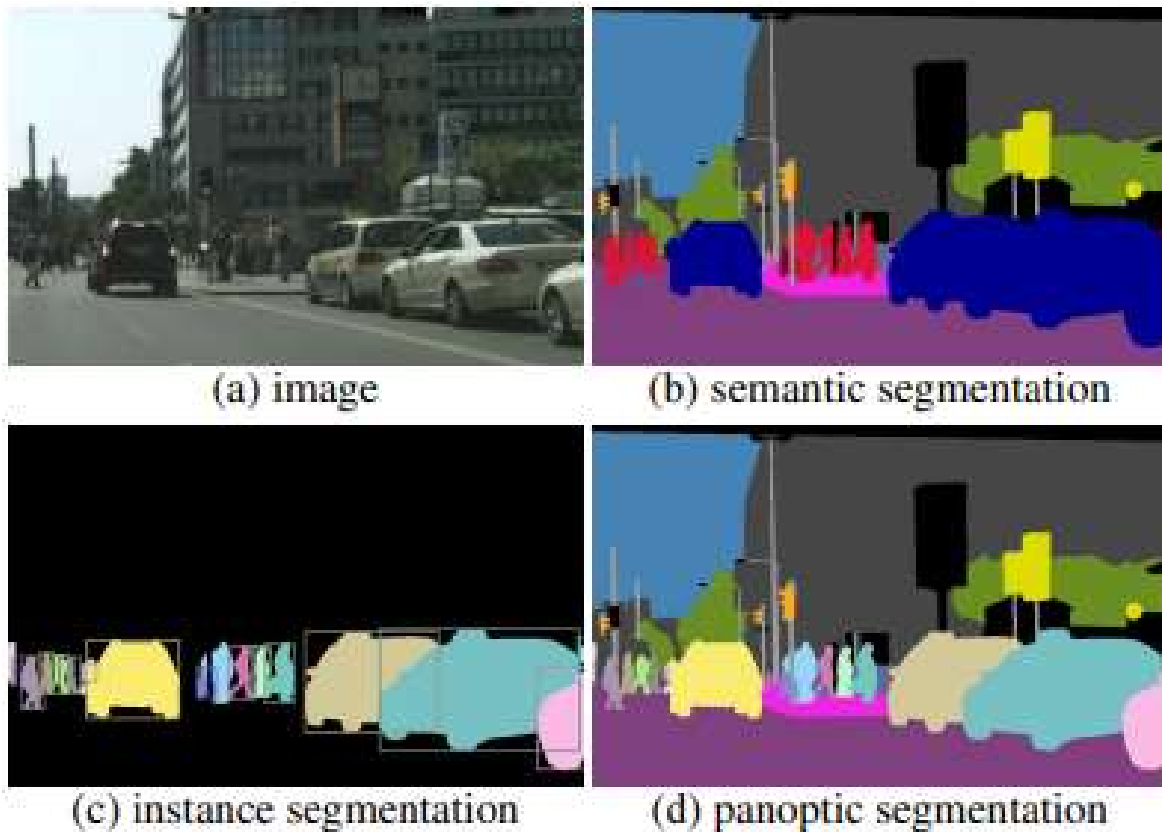 (a) image
(b) semantic segmentation
(c) instance segmentation
(d) panoptic segmentation